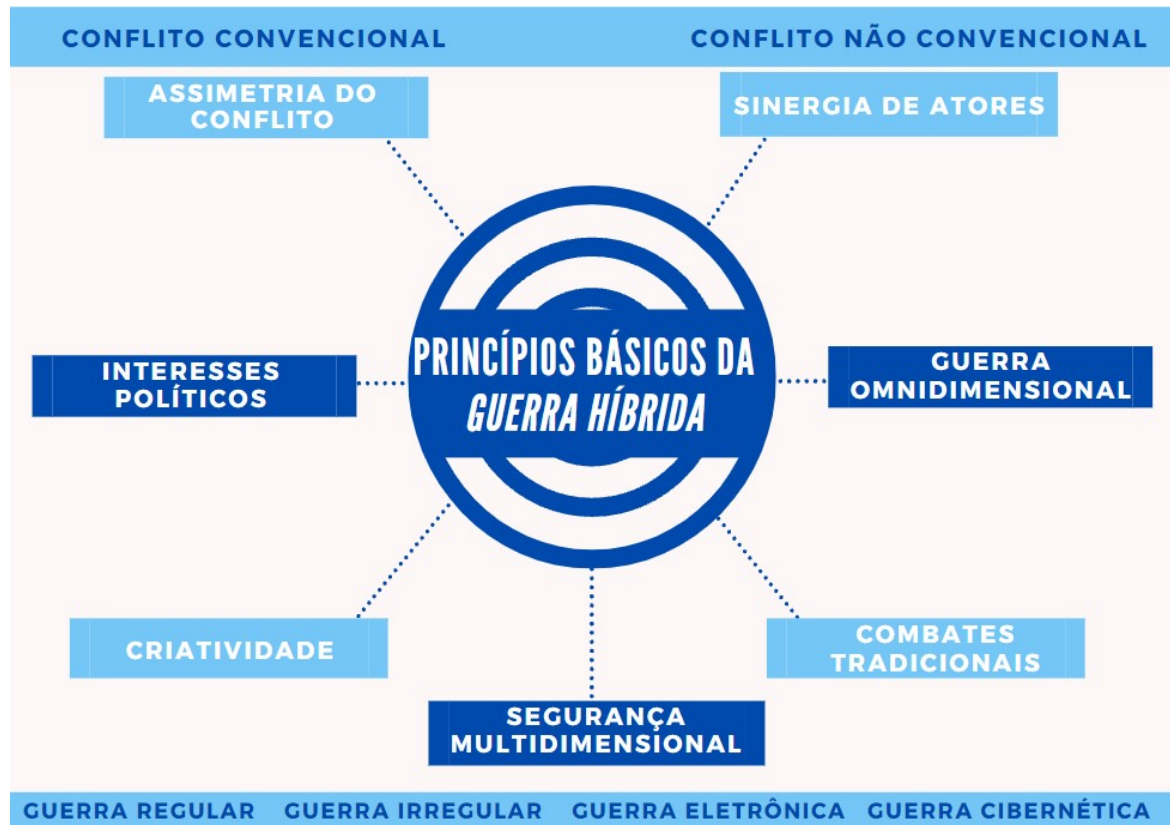 CONFLITO CONVENCIONAL
CONFLITO NÃO CONVENCIONAL
ASSIMETRIA DO
CONFLITO
SINERGIA DE ATORES
PRINCÍPIOS BÁSICOS DA
GUERRA HÍBRIDA
INTERESSES
POLÍTICOS
GUERRA
OMNIDIMENSIONAL
CRIATIVIDADE
COMBATES
TRADICIONAIS
SEGURANÇA
MULTIDIMENSIONAL
GUERRA REGULAR GUERRA IRREGULAR GUERRA ELETRÔNICA GUERRA CIBERNÉTICA